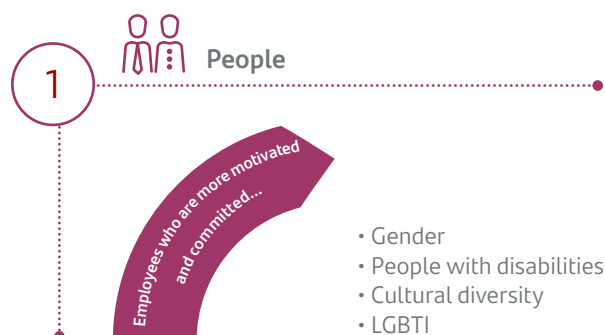 1
People
Employees who are more motivated
and committed...
• Gender
• People with disabilities
• Cultural diversity
• LGBTI